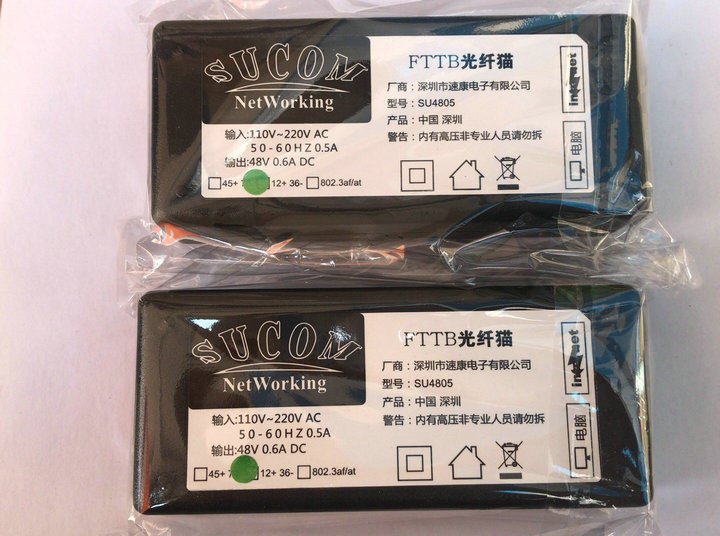 SUCOM
NetWorking
输入:110V~220V AC
50-60HZ 0.5A
输出:48V 0.6A DC
45+ 12+ 36- 802.3af/at
FTTB光纤猫
厂商：深圳市速康电子有限公司
型号：SU4805
产品：中国 深圳
警告：内有高压非专业人员请勿拆
电脑
SUCOM
NetWorking
输入:110V~220V AC
50-60HZ 0.5A
输出:48V 0.6A DC
45+ 12+ 36- 802.3af/at
FTTB光纤猫
厂商：深圳市速康电子有限公司
型号：SU4805
产品：中国 深圳
警告：内有高压非专业人员请勿拆
电脑